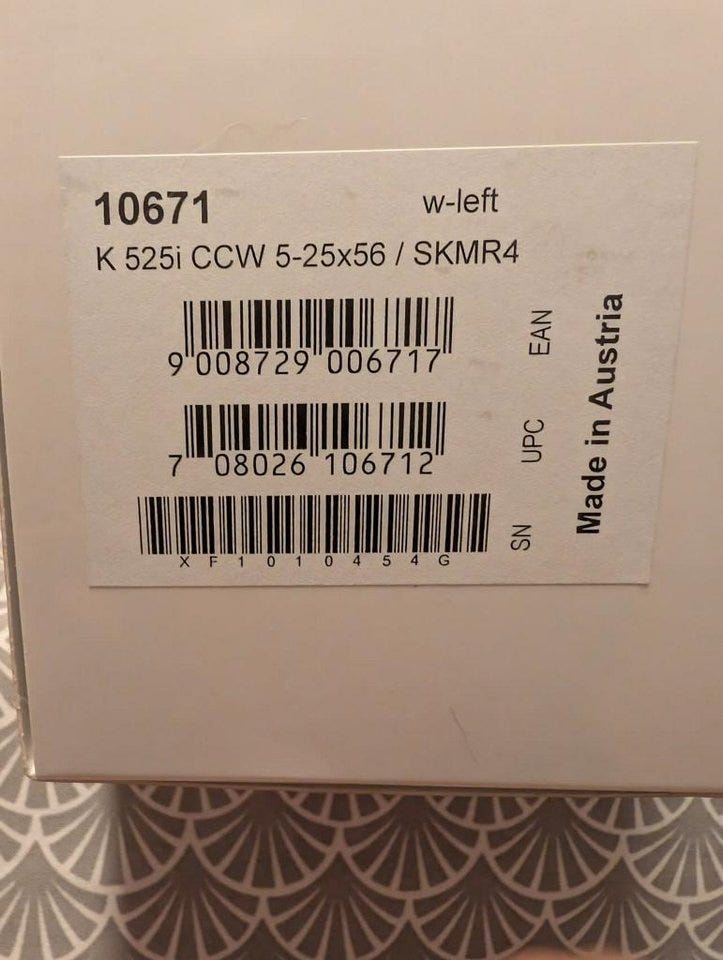 10671 w-left
K 525i CCW 5-25x56 / SKMR4
9 008729 006717 EAN
7 08026 106712 UPC
XF1010454G SN
Made in Austria